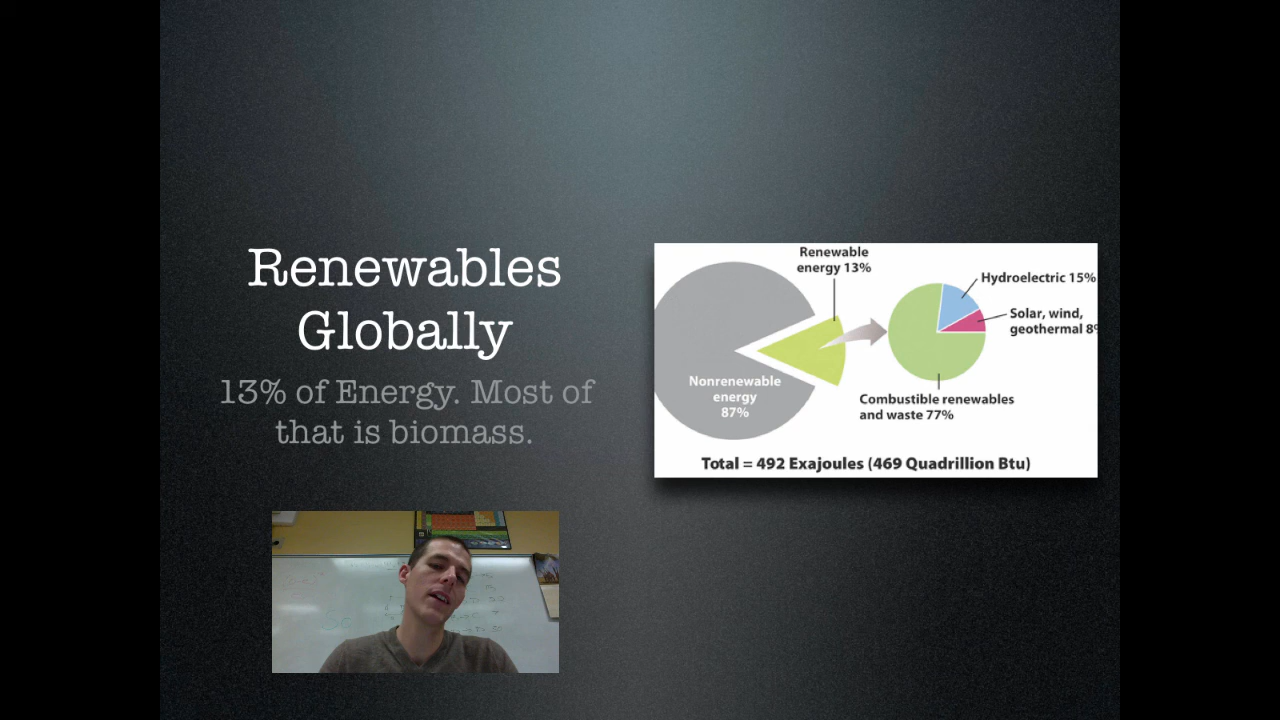 Renewables
Globally
13% of Energy. Most of
that is biomass.
Renewable
energy 13%
Hydroelectric 15%
Solar, wind,
geothermal 8%
Nonrenewable
energy
87%
Combustible renewables
and waste 77%
Total = 492 Exajoules (469 Quadrillion Btu)